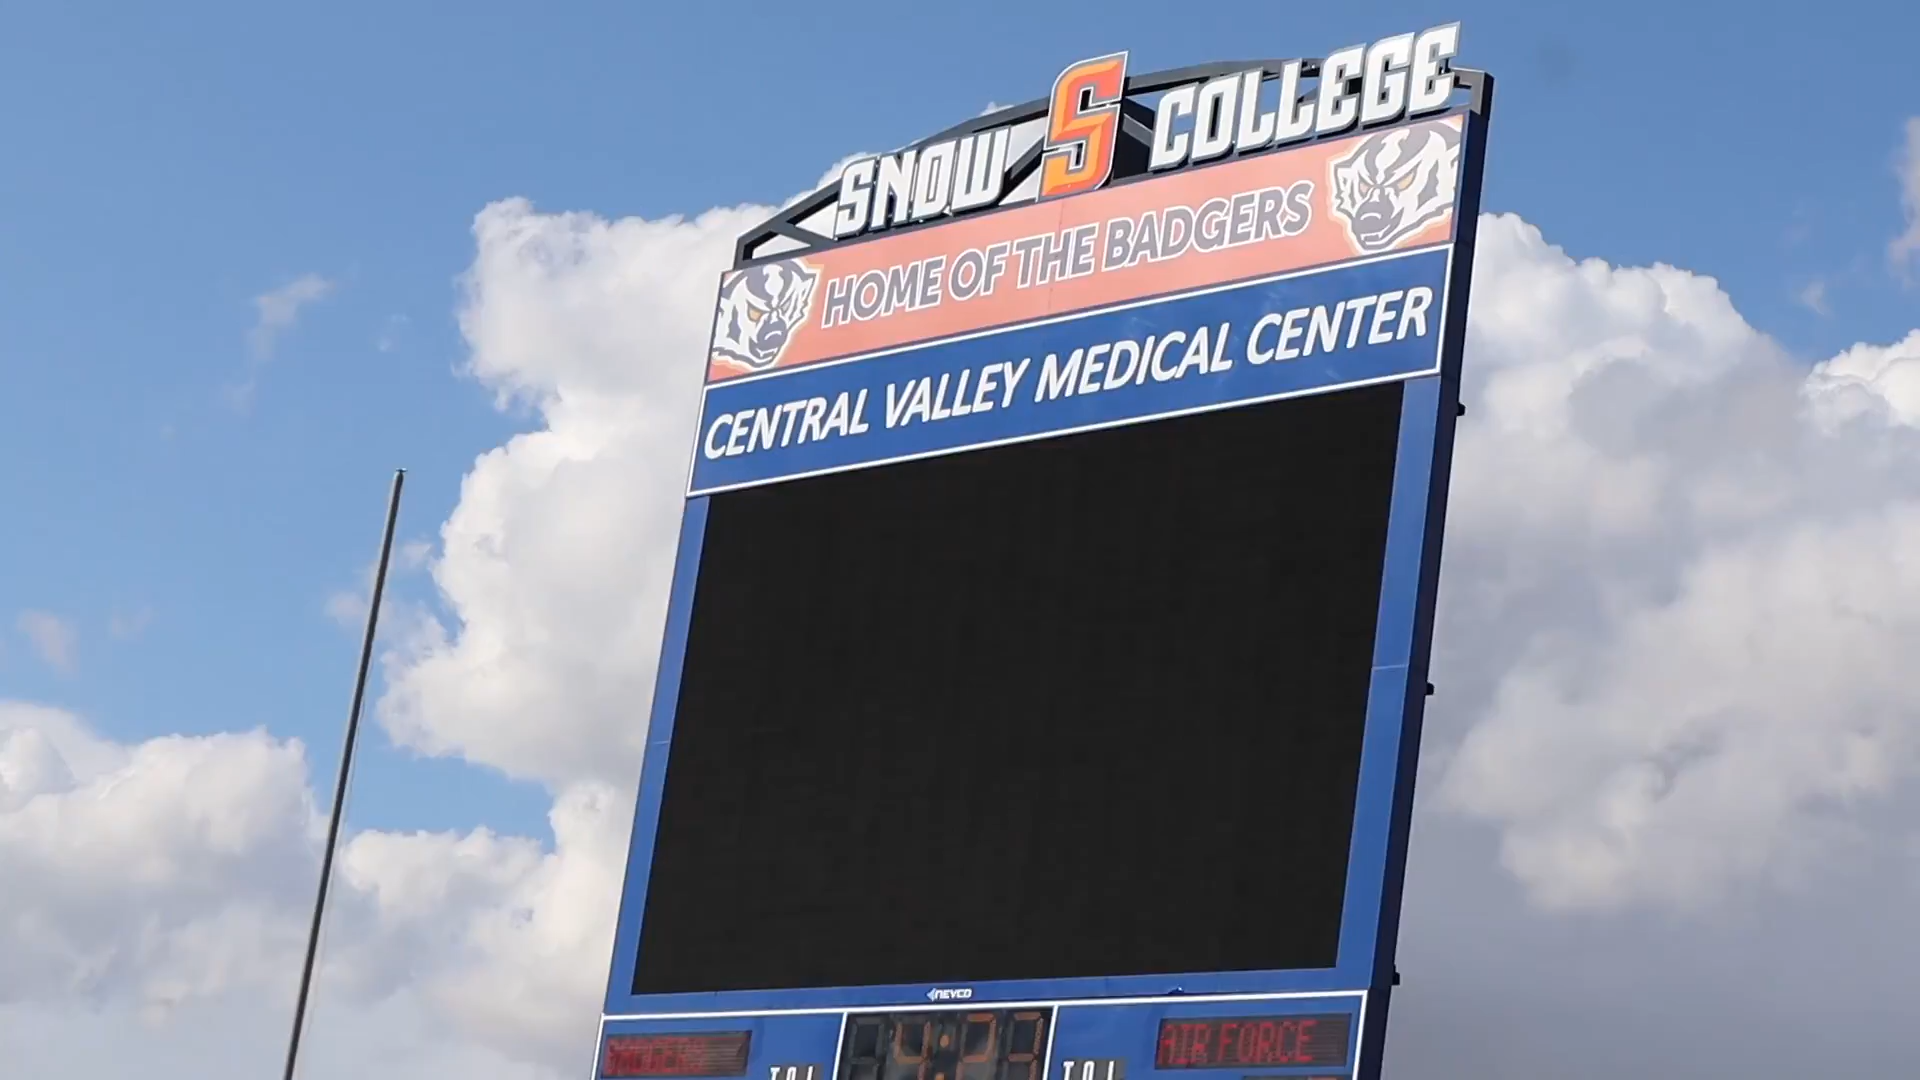 SNOW S COLLEGE
HOME OF THE BADGERS
CENTRAL VALLEY MEDICAL CENTER
NEVCO
BADGERS AIR FORCE
T.O.L T.O.L